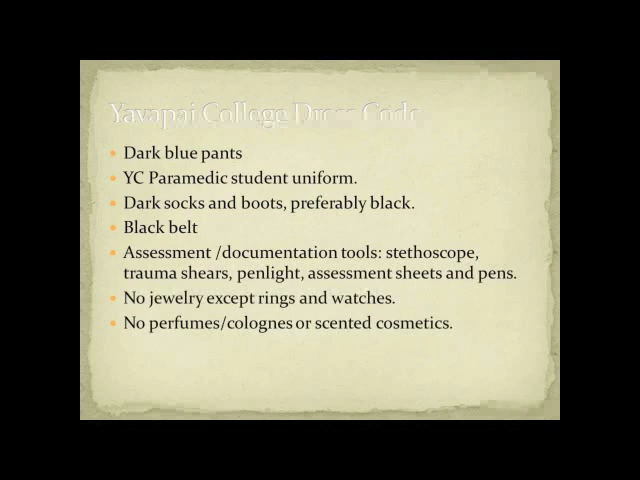 Yavapai College Dress Code
Dark blue pants
YC Paramedic student uniform.
Dark socks and boots, preferably black.
Black belt
Assessment /documentation tools: stethoscope,
trauma shears, penlight, assessment sheets and pens.
No jewelry except rings and watches.
No perfumes/colognes or scented cosmetics.